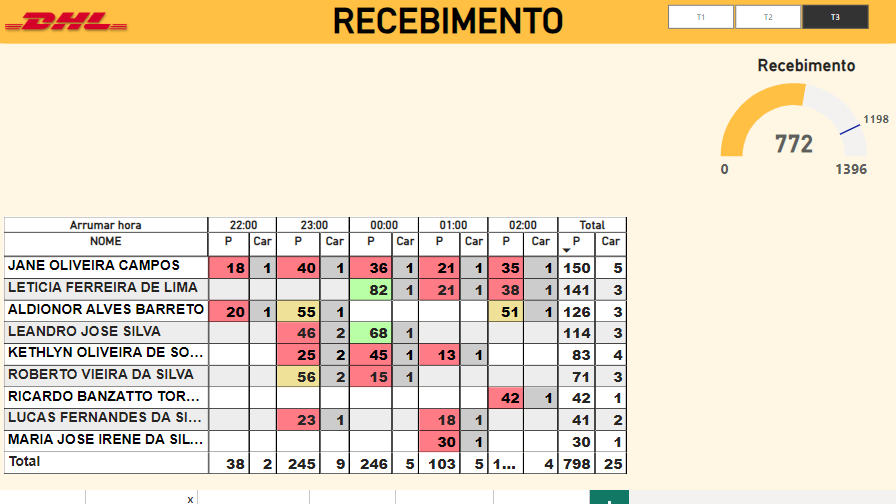 DHL RECEBIMENTO T1 T2 T3
Recebimento
1198
772
0 1396
Arrumar hora 22:00 23:00 00:00 01:00 02:00 Total
NOME P Car P Car P Car P Car P Car P Car
JANE OLIVEIRA CAMPOS 18 1 40 1 36 1 21 1 35 1 150 5
LETICIA FERREIRA DE LIMA 82 1 21 1 38 1 141 3
ALDIONOR ALVES BARRETO 20 1 55 1 51 1 126 3
LEANDRO JOSE SILVA 46 2 68 1 114 3
KETHLYN OLIVEIRA DE SO... 25 2 45 1 13 1 83 4
ROBERTO VIEIRA DA SILVA 56 2 15 1 71 3
RICARDO BANZATTO TOR... 42 1 42 1
LUCAS FERNANDES DA SI... 23 1 18 1 41 2
MARIA JOSE IRENE DA SIL... 30 1 30 1
Total 38 2 245 9 246 5 103 5 1... 4 798 25
x